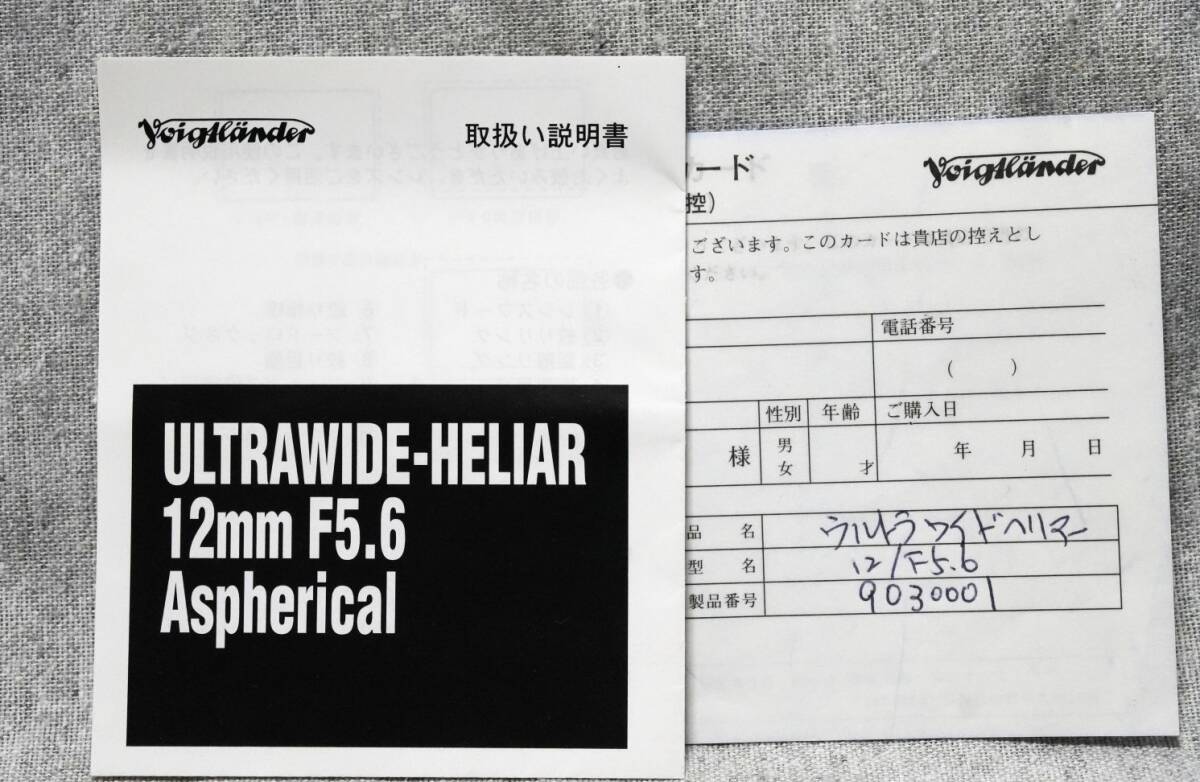 Voigtländer
取扱い説明書
ULTRAWIDE-HELIAR
12mm F5.6
Aspherical
ード
Voigtländer
控)
ございます。このカードは貴店の控えとし
す。
電話番号
( )
性別 年齢 ご購入日
様 男 女 才 年 月 日
品 名 ウルトラワイドヘリアー
型 名 12/F5.6
製品番号 9030001